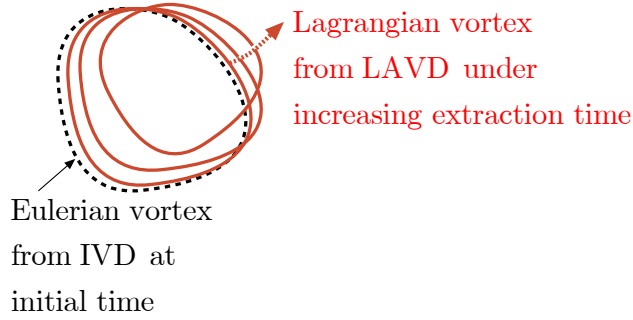 Lagrangian vortex
from LAVD under
increasing extraction time
Eulerian vortex
from IVD at
initial time